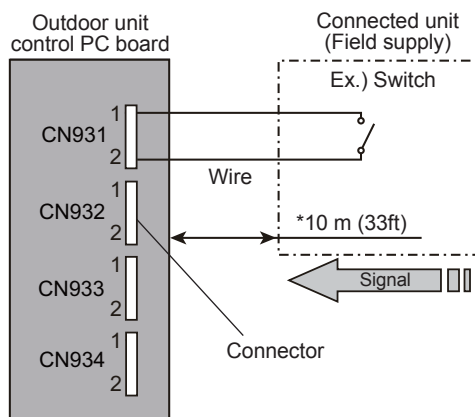 Outdoor unit
control PC board
Connected unit
(Field supply)
Ex.) Switch
CN931
1
2
Wire
CN932
1
2
*10 m (33ft)
CN933
1
2
Signal
CN934
1
2
Connector